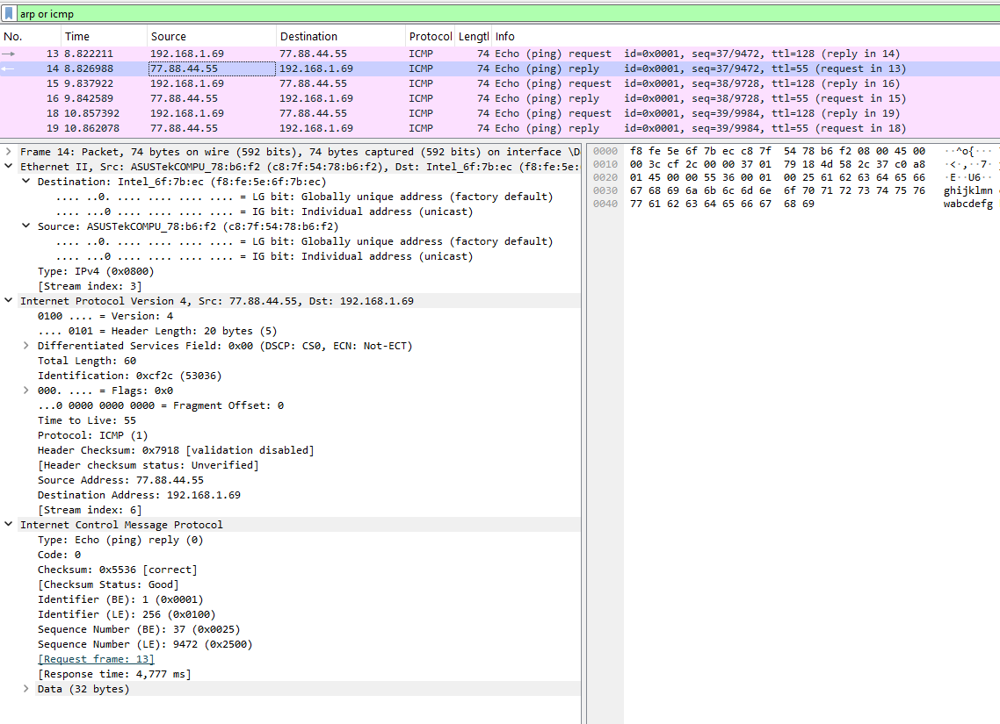 arp or icmp
No. Time Source Destination Protocol Lengtl Info
13 8.822211 192.168.1.69 77.88.44.55 ICMP 74 Echo (ping) request id=0x0001, seq=37/9472, ttl=128 (reply in 14)
14 8.826988 77.88.44.55 192.168.1.69 ICMP 74 Echo (ping) reply id=0x0001, seq=37/9472, ttl=55 (request in 13)
15 9.837922 192.168.1.69 77.88.44.55 ICMP 74 Echo (ping) request id=0x0001, seq=38/9728, ttl=128 (reply in 16)
16 9.842589 77.88.44.55 192.168.1.69 ICMP 74 Echo (ping) reply id=0x0001, seq=38/9728, ttl=55 (request in 15)
18 10.857392 192.168.1.69 77.88.44.55 ICMP 74 Echo (ping) request id=0x0001, seq=39/9984, ttl=128 (reply in 19)
19 10.862078 77.88.44.55 192.168.1.69 ICMP 74 Echo (ping) reply id=0x0001, seq=39/9984, ttl=55 (request in 18)
Frame 14: Packet, 74 bytes on wire (592 bits), 74 bytes captured (592 bits) on interface \D
Ethernet II, Src: ASUSTekCOMPU_78:b6:f2 (c8:7f:54:78:b6:f2), Dst: Intel_6f:7b:ec (f8:fe:5e:
Destination: Intel_6f:7b:ec (f8:fe:5e:6f:7b:ec)
.... ..0. .... .... .... .... = LG bit: Globally unique address (factory default)
.... ...0 .... .... .... .... = IG bit: Individual address (unicast)
Source: ASUSTekCOMPU_78:b6:f2 (c8:7f:54:78:b6:f2)
.... ..0. .... .... .... .... = LG bit: Globally unique address (factory default)
.... ...0 .... .... .... .... = IG bit: Individual address (unicast)
Type: IPv4 (0x0800)
[Stream index: 3]
Internet Protocol Version 4, Src: 77.88.44.55, Dst: 192.168.1.69
0100 .... = Version: 4
.... 0101 = Header Length: 20 bytes (5)
Differentiated Services Field: 0x00 (DSCP: CS0, ECN: Not-ECT)
Total Length: 60
Identification: 0xcf2c (53036)
000. .... = Flags: 0x0
...0 0000 0000 0000 = Fragment Offset: 0
Time to Live: 55
Protocol: ICMP (1)
Header Checksum: 0x7918 [validation disabled]
[Header checksum status: Unverified]
Source Address: 77.88.44.55
Destination Address: 192.168.1.69
[Stream index: 6]
Internet Control Message Protocol
Type: Echo (ping) reply (0)
Code: 0
Checksum: 0x5536 [correct]
[Checksum Status: Good]
Identifier (BE): 1 (0x0001)
Identifier (LE): 256 (0x0100)
Sequence Number (BE): 37 (0x0025)
Sequence Number (LE): 9472 (0x2500)
[Request frame: 13]
[Response time: 4,777 ms]
Data (32 bytes)
0000 f8 fe 5e 6f 7b ec c8 7f 54 78 b6 f2 08 00 45 00 ··^o{···
0010 00 3c cf 2c 00 00 37 01 79 18 4d 58 2c 37 c0 a8 ·<·,··7·
0020 01 45 00 00 55 36 00 01 00 25 61 62 63 64 65 66 ·E··U6··
0030 67 68 69 6a 6b 6c 6d 6e 6f 70 71 72 73 74 75 76 ghijklmn
0040 77 61 62 63 64 65 66 67 68 69 wabcdefg